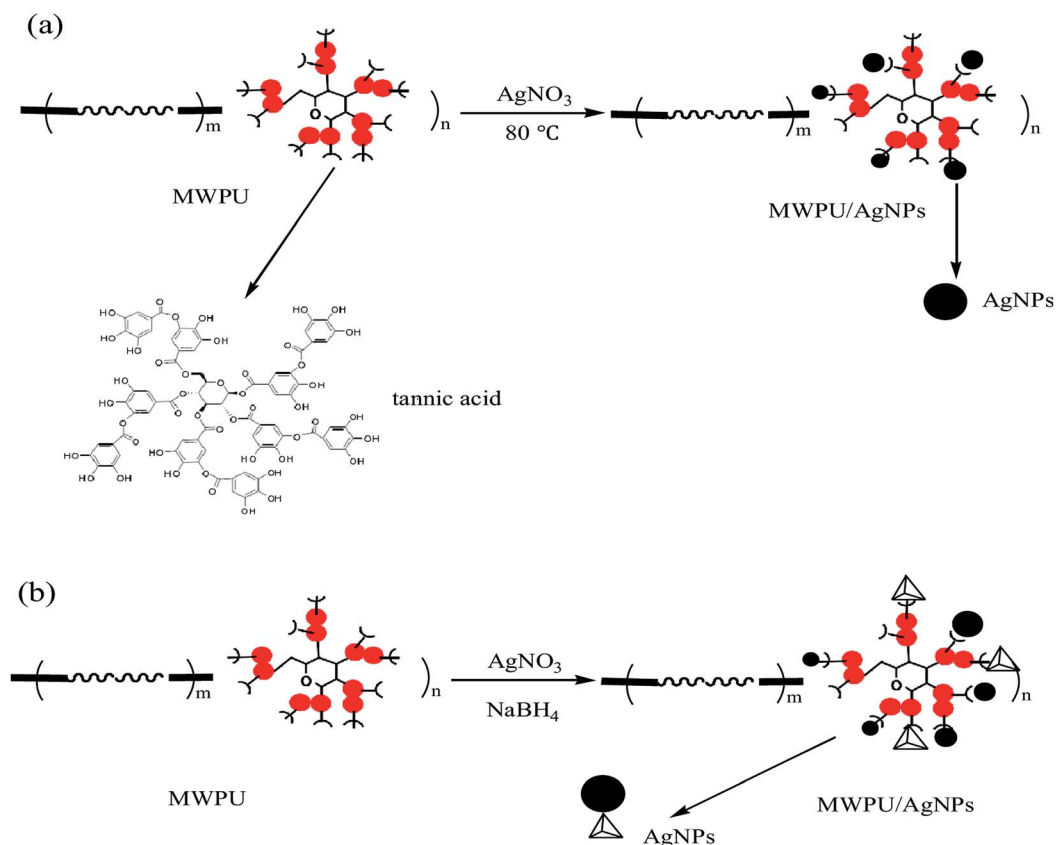 (a)
m
n
AgNO3
80 °C
m
n
MWPU
MWPU/AgNPs
AgNPs
tannic acid
(b)
m
n
AgNO3
NaBH4
m
n
MWPU
MWPU/AgNPs
AgNPs